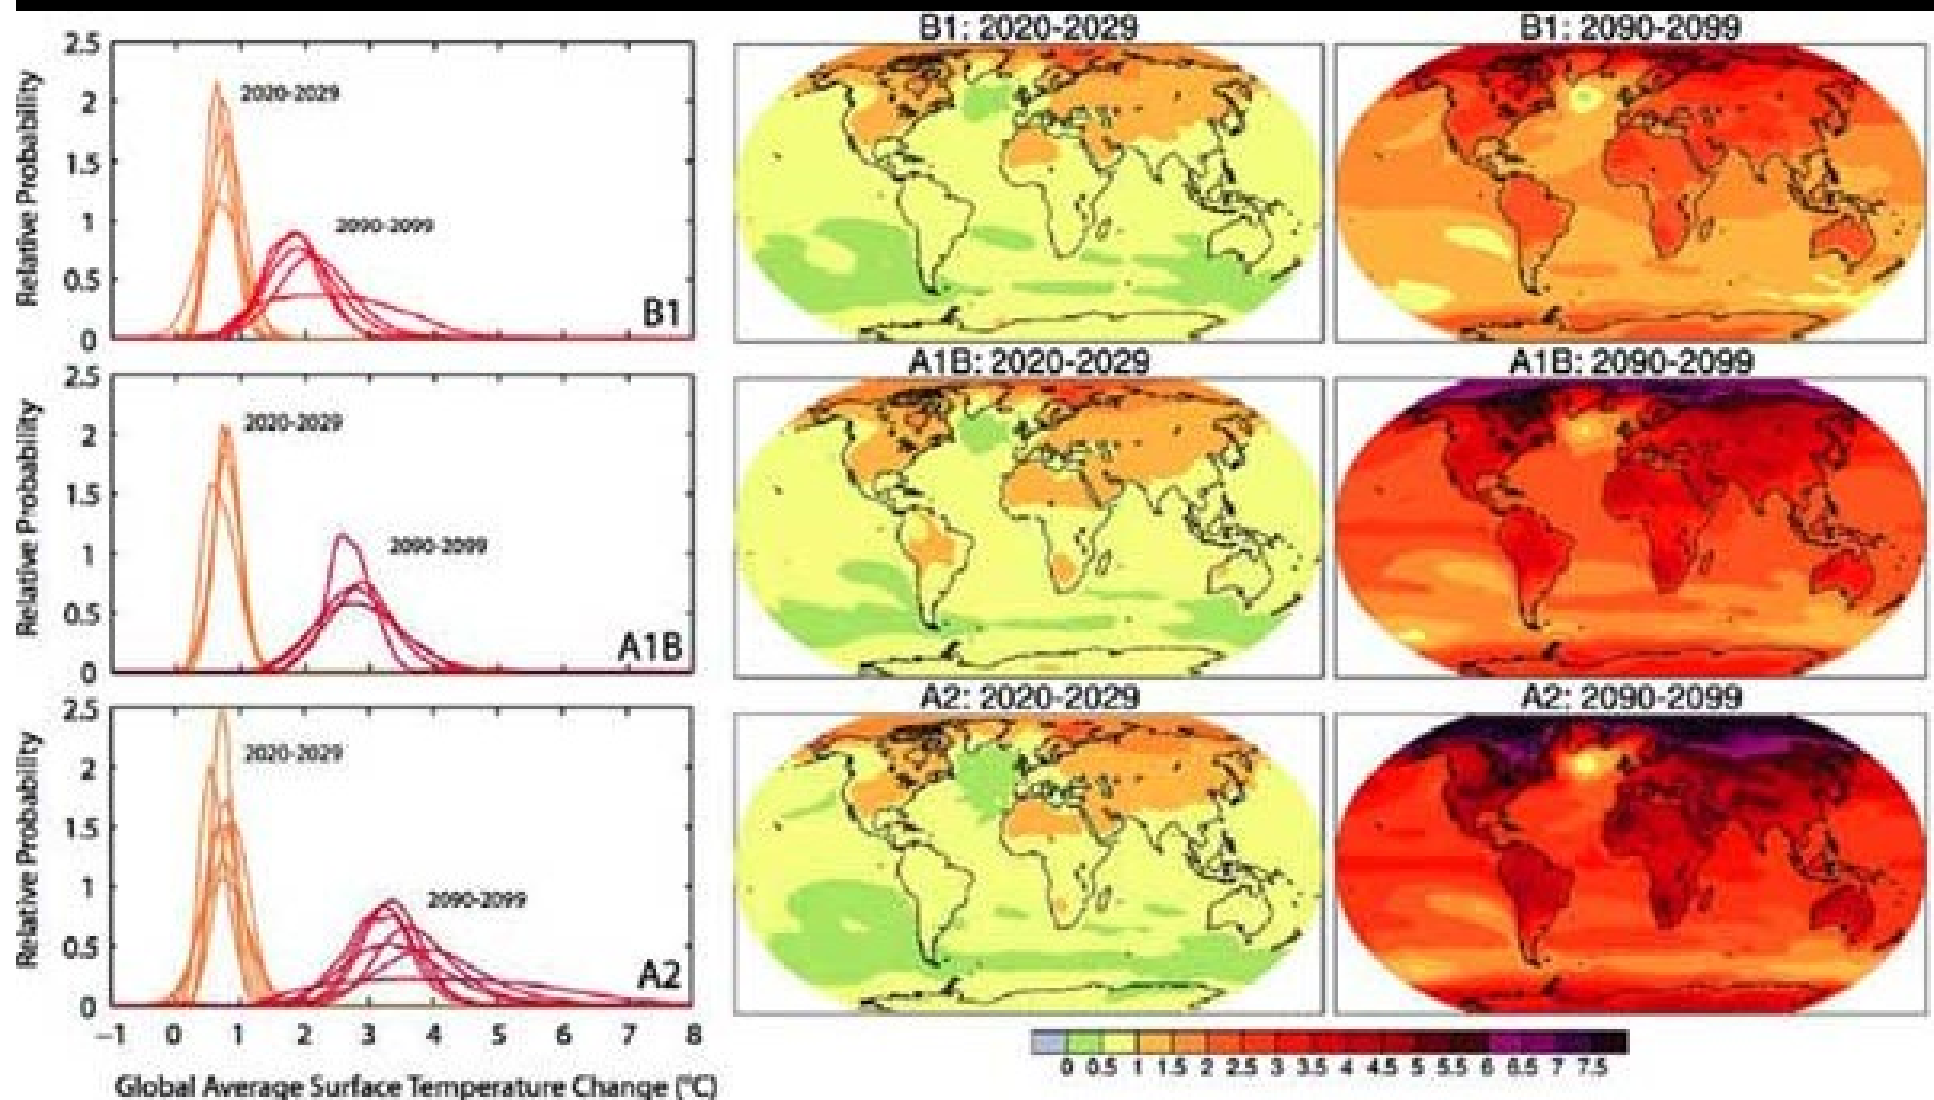 B1: 2020-2029
B1: 2090-2099
2.5
2
1.5
1
0.5
0
Relative Probability
2020-2029
2090-2099
B1
A1B: 2020-2029
A1B: 2090-2099
2.5
2
1.5
1
0.5
0
Relative Probability
2020-2029
2090-2099
A1B
A2: 2020-2029
A2: 2090-2099
2.5
2
1.5
1
0.5
0
Relative Probability
2020-2029
2090-2099
A2
−1 0 1 2 3 4 5 6 7 8
Global Average Surface Temperature Change (°C)
0 0.5 1 1.5 2 2.5 3 3.5 4 4.5 5 5.5 6 6.5 7 7.5